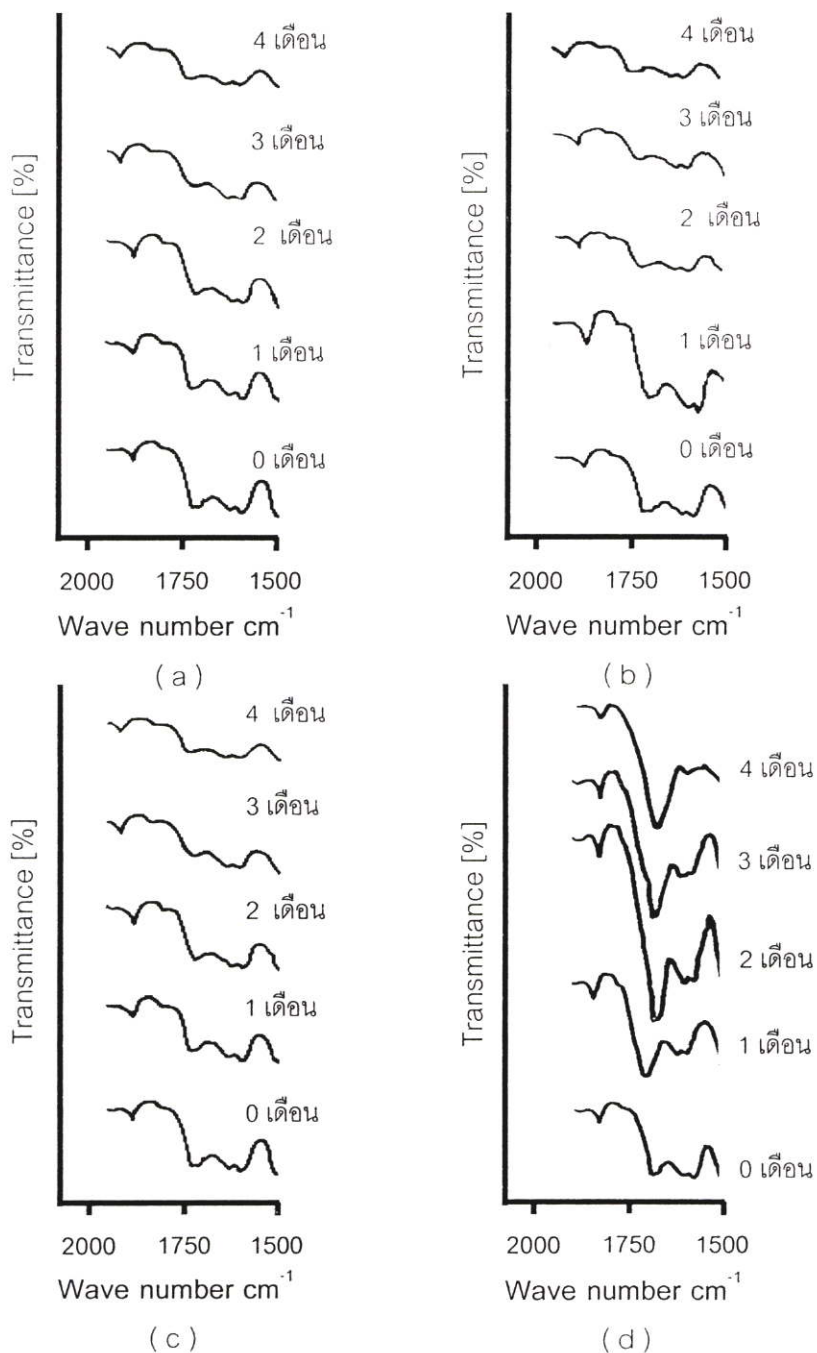 Transmittance [%]
4 เดือน
3 เดือน
2 เดือน
1 เดือน
0 เดือน
2000 1750 1500
Wave number cm⁻¹
(a)
Transmittance [%]
4 เดือน
3 เดือน
2 เดือน
1 เดือน
0 เดือน
2000 1750 1500
Wave number cm⁻¹
(b)
Transmittance [%]
4 เดือน
3 เดือน
2 เดือน
1 เดือน
0 เดือน
2000 1750 1500
Wave number cm⁻¹
(c)
Transmittance [%]
4 เดือน
3 เดือน
2 เดือน
1 เดือน
0 เดือน
2000 1750 1500
Wave number cm⁻¹
(d)